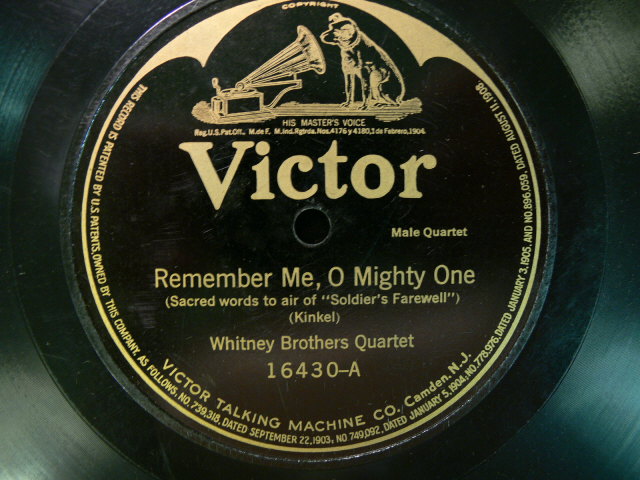 COPYRIGHT
HIS MASTER'S VOICE
Reg.U.S.Pat.Off. M.de F. M.Ind.Rgtrda.Nos.4176 y 4180,1 de Febrero,1904.
Victor
Male Quartet
Remember Me, O Mighty One
(Sacred words to air of "Soldier's Farewell")
(Kinkel)
Whitney Brothers Quartet
16430-A
VICTOR TALKING MACHINE CO. Camden, N.J.
THIS RECORD IS PATENTED BY U.S. PATENTS, OWNED BY THIS COMPANY, AS FOLLOWS, NO. 739,318, DATED SEPTEMBER 22, 1903; NO 749,092, DATED JANUARY 5, 1904, NO. 778,976, DATED JANUARY 3, 1905, AND NO. 896,059, DATED AUGUST 11, 1908.